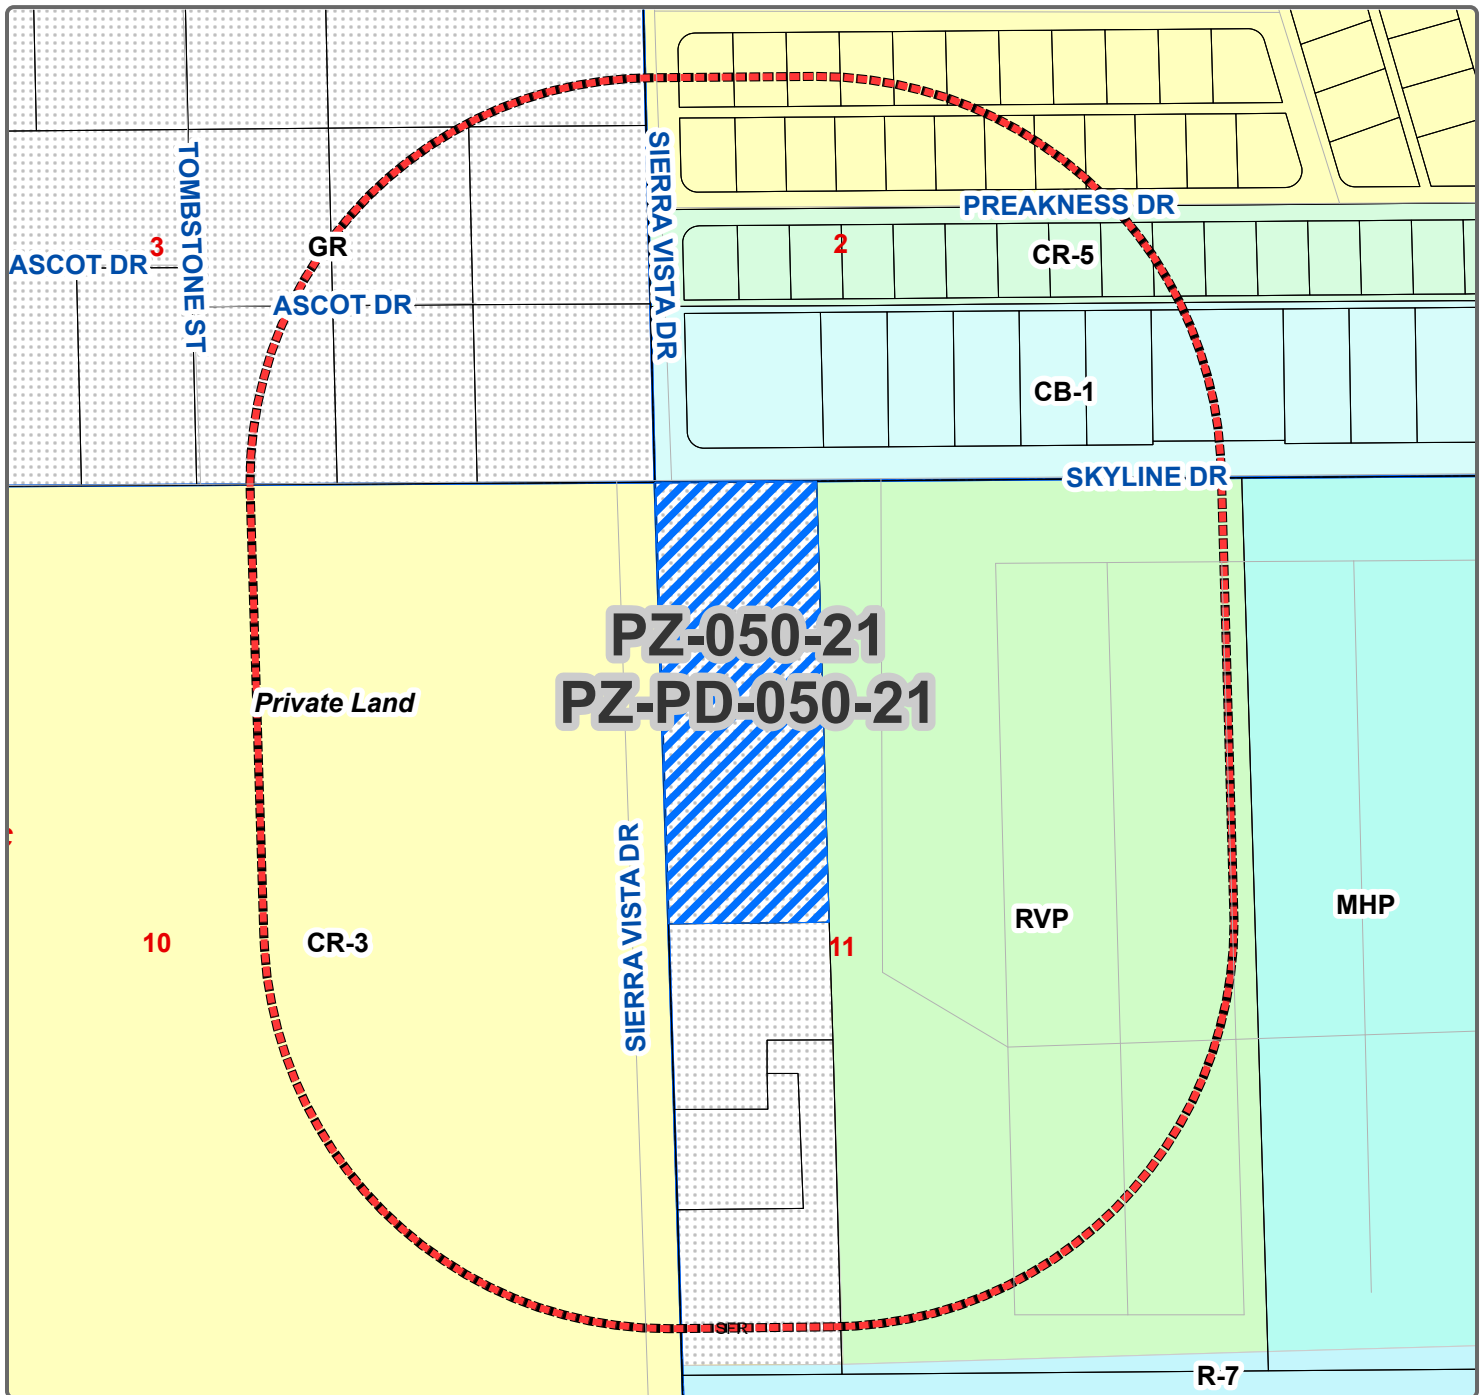 TOMBSTONE ST
SIERRA VISTA DR
PREAKNESS DR
3
GR
2
CR-5
ASCOT DR
ASCOT DR
CB-1
SKYLINE DR
PZ-050-21
PZ-PD-050-21
Private Land
SIERRA VISTA DR
10
CR-3
11
RVP
MHP
SFR
R-7